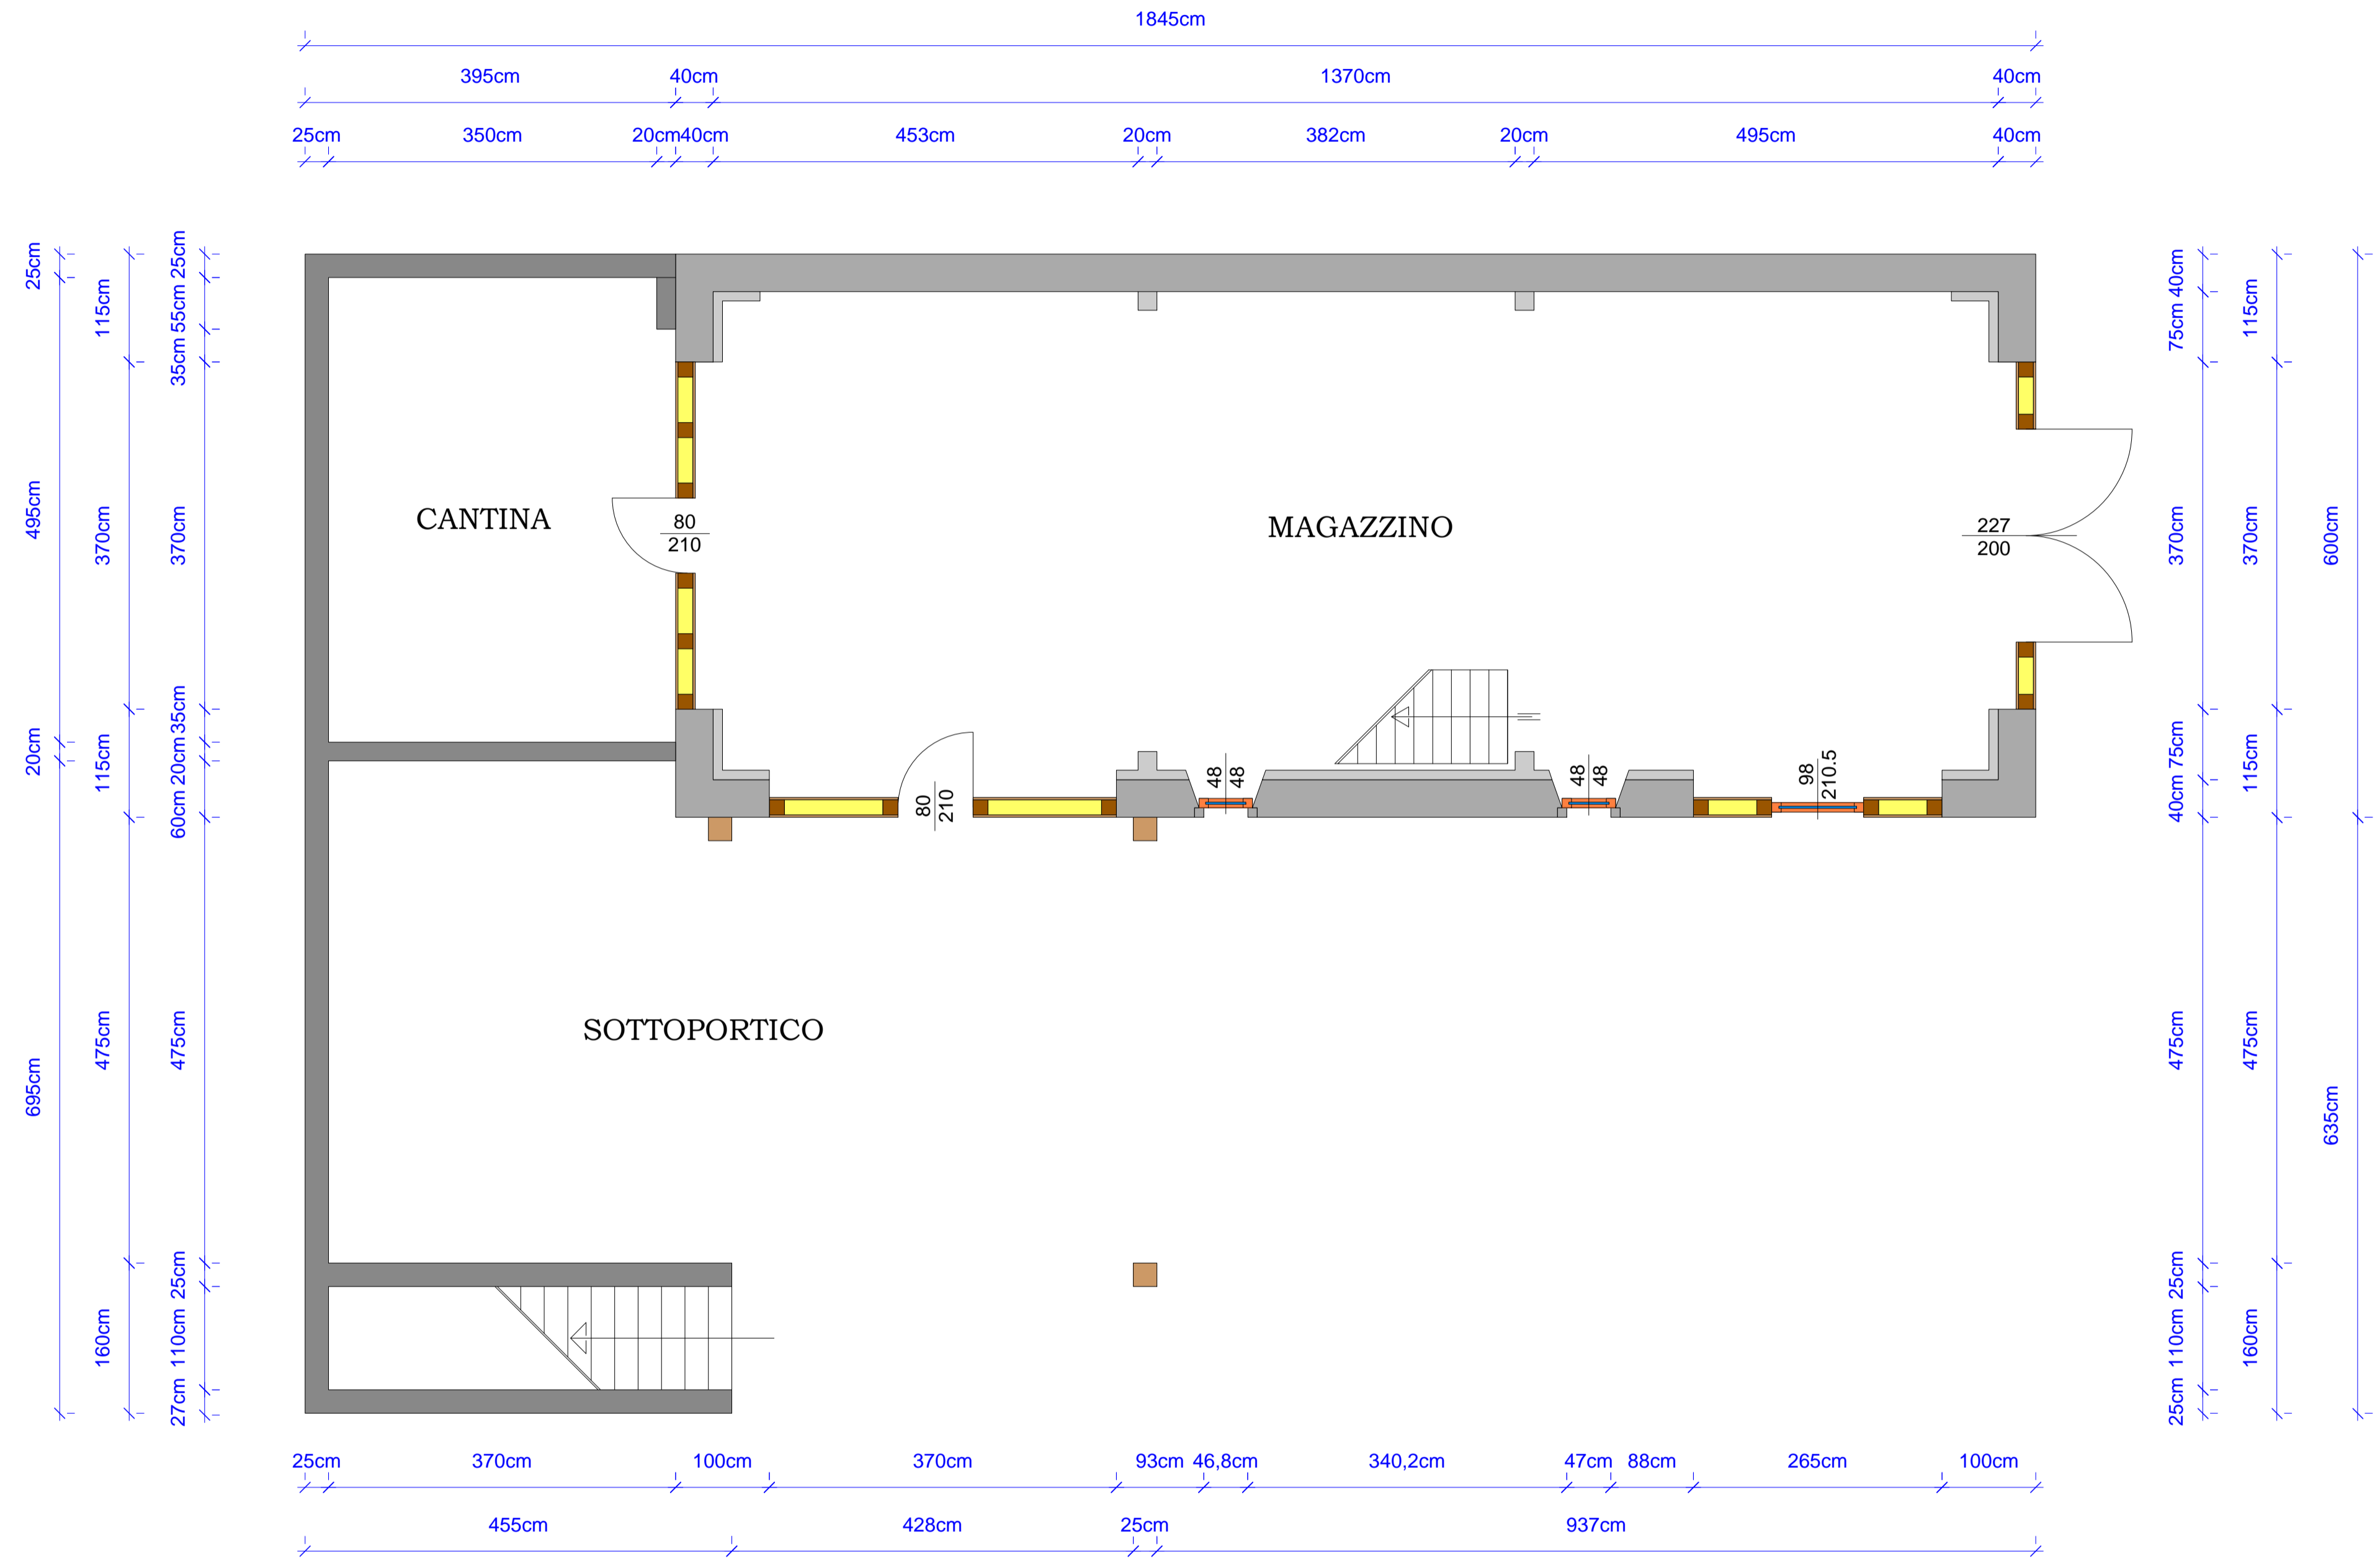 1845cm
395cm 40cm 1370cm 40cm
25cm 350cm 20cm 40cm 453cm 20cm 382cm 20cm 495cm 40cm
25cm
495cm
20cm
695cm
115cm
370cm
115cm
475cm
160cm
25cm
55cm
35cm
370cm
35cm
20cm
60cm
475cm
25cm
110cm
27cm
CANTINA
80
210
MAGAZZINO
227
200
80
210
48
48
48
48
98
210.5
SOTTOPORTICO
40cm
75cm
370cm
75cm
40cm
475cm
25cm
110cm
25cm
115cm
370cm
115cm
475cm
160cm
600cm
635cm
25cm 370cm 100cm 370cm 93cm 46,8cm 340,2cm 47cm 88cm 265cm 100cm
455cm 428cm 25cm 937cm